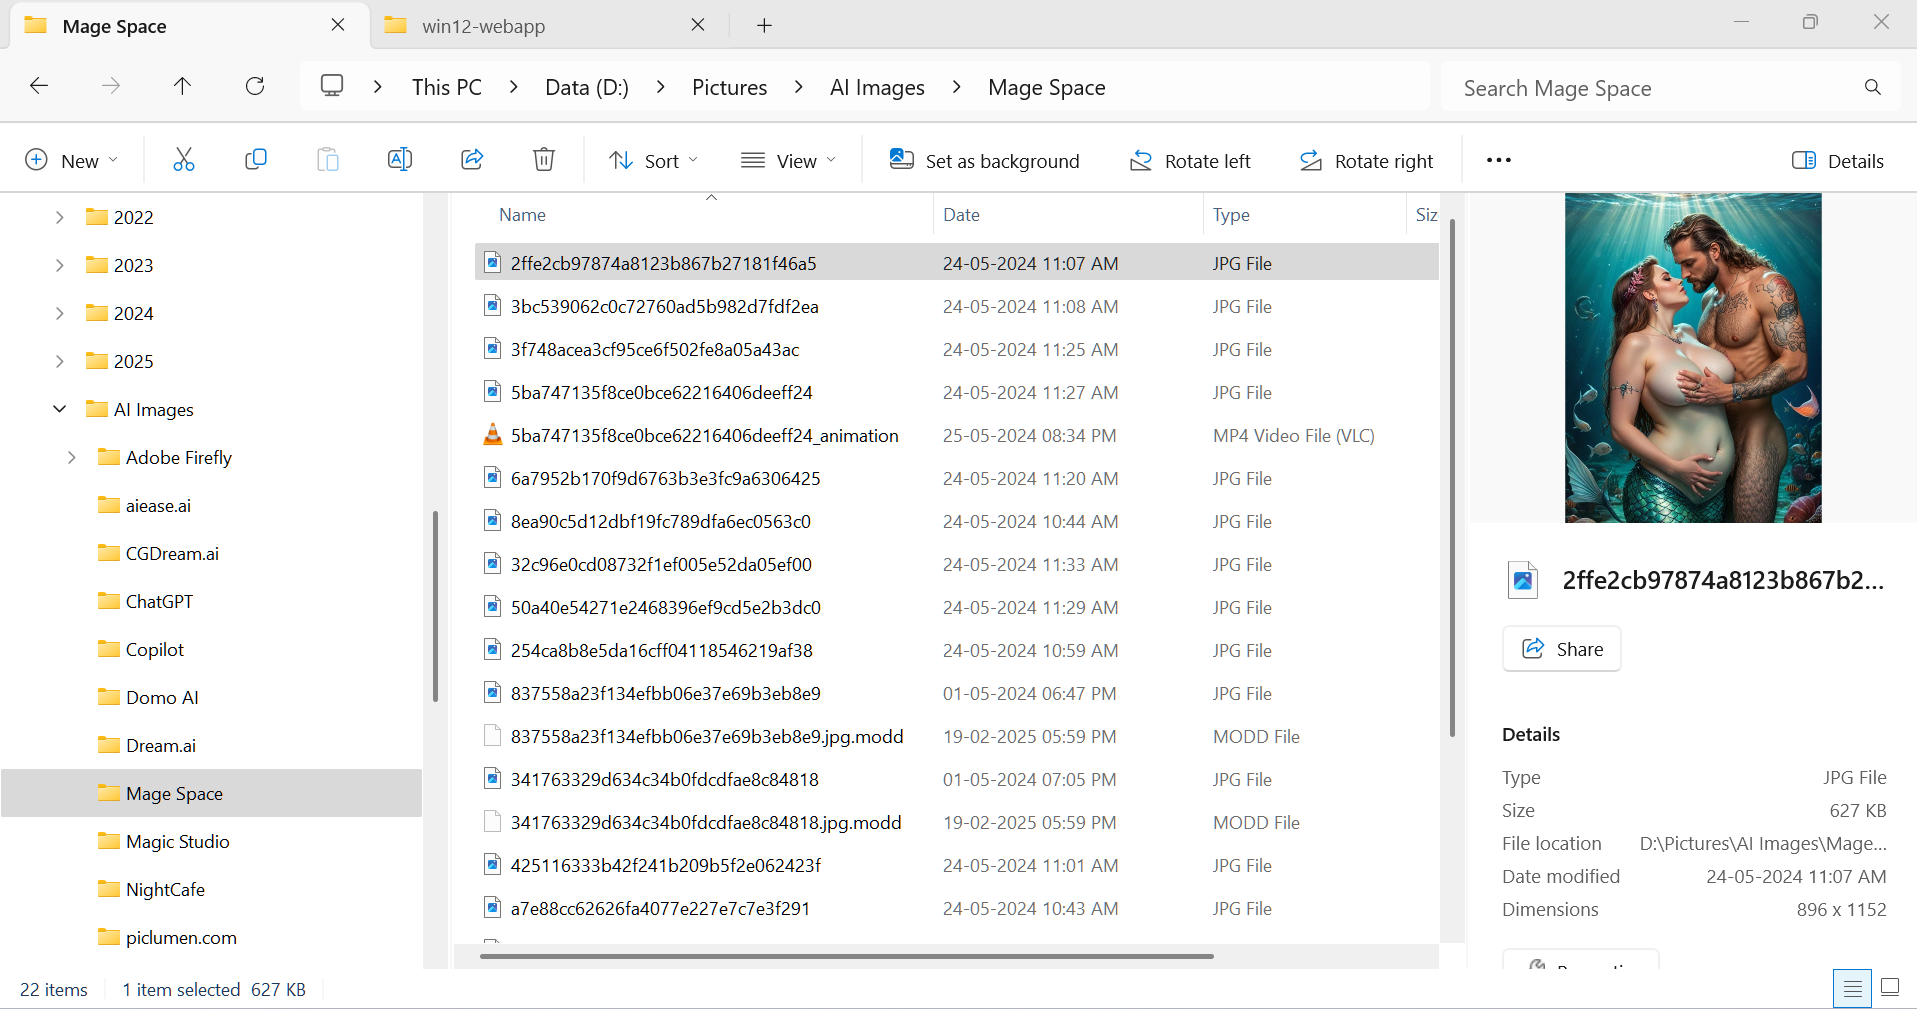 Mage Space
win12-webapp
This PC
Data (D:)
Pictures
AI Images
Mage Space
Search Mage Space
New
Sort
View
Set as background
Rotate left
Rotate right
Details
2022
2023
2024
2025
AI Images
Adobe Firefly
aiease.ai
CGDream.ai
ChatGPT
Copilot
Domo AI
Dream.ai
Mage Space
Magic Studio
NightCafe
piclumen.com
Name Date Type Siz
2ffe2cb97874a8123b867b27181f46a5 24-05-2024 11:07 AM JPG File
3bc539062c0c72760ad5b982d7fdf2ea 24-05-2024 11:08 AM JPG File
3f748acea3cf95ce6f502fe8a05a43ac 24-05-2024 11:25 AM JPG File
5ba747135f8ce0bce62216406deeff24 24-05-2024 11:27 AM JPG File
5ba747135f8ce0bce62216406deeff24_animation 25-05-2024 08:34 PM MP4 Video File (VLC)
6a7952b170f9d6763b3e3fc9a6306425 24-05-2024 11:20 AM JPG File
8ea90c5d12dbf19fc789dfa6ec0563c0 24-05-2024 10:44 AM JPG File
32c96e0cd08732f1ef005e52da05ef00 24-05-2024 11:33 AM JPG File
50a40e54271e2468396ef9cd5e2b3dc0 24-05-2024 11:29 AM JPG File
254ca8b8e5da16cff04118546219af38 24-05-2024 10:59 AM JPG File
837558a23f134efbb06e37e69b3eb8e9 01-05-2024 06:47 PM JPG File
837558a23f134efbb06e37e69b3eb8e9.jpg.modd 19-02-2025 05:59 PM MODD File
341763329d634c34b0fdcdfae8c84818 01-05-2024 07:05 PM JPG File
341763329d634c34b0fdcdfae8c84818.jpg.modd 19-02-2025 05:59 PM MODD File
425116333b42f241b209b5f2e062423f 24-05-2024 11:01 AM JPG File
a7e88cc62626fa4077e227e7c7e3f291 24-05-2024 10:43 AM JPG File
2ffe2cb97874a8123b867b2...
Share
Details
Type JPG File
Size 627 KB
File location D:\Pictures\AI Images\Mage...
Date modified 24-05-2024 11:07 AM
Dimensions 896 x 1152
22 items
1 item selected 627 KB